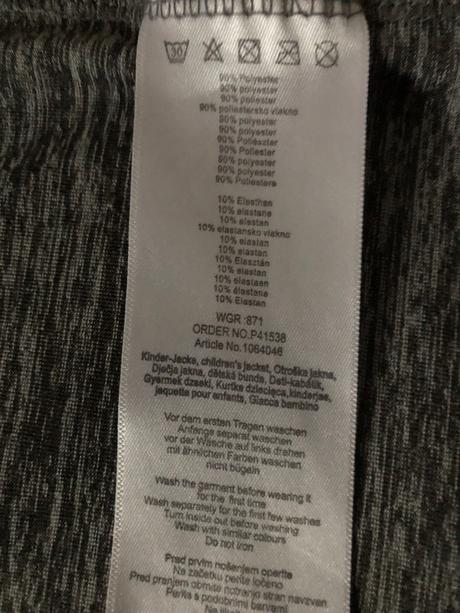 30
90% Polyester
90% polyester
90% poliester
90% poliestersko vlakno
90% polyester
90% polyester
90% Poliészter
90% Poliester
90% polyester
90% polyester
90% Poliestere
10% Elasthan
10% elastane
10% elastan
10% elastansko vlakno
10% elastan
10% elastan
10% Elasztán
10% elastan
10% elastaen
10% élastane
10% Elastan
WGR :871
ORDER NO.P41538
Article No.1064046
Kinder-Jacke, children's jacket, Otroška jakna,
Dječja jakna, dětská bunda, Deti-kabátik,
Gyermek dzseki, Kurtka dziecięca, kinderjas,
jaquette pour enfants, Giacca bambino
Vor dem ersten Tragen waschen
Anfangs separat waschen
vor der Wäsche auf links drehen
mit ähnlichen Farben waschen
nicht bügeln
Wash the garment before wearing it
for the first time
Wash separately for the first few washes
Turn inside out before washing
Wash with similar colours
Do not iron
Pred prvim nošenjem operite
Na začetku perite ločeno
Pred pranjem obrnite notranjo stran navzven
Perite s podobnimi barvami